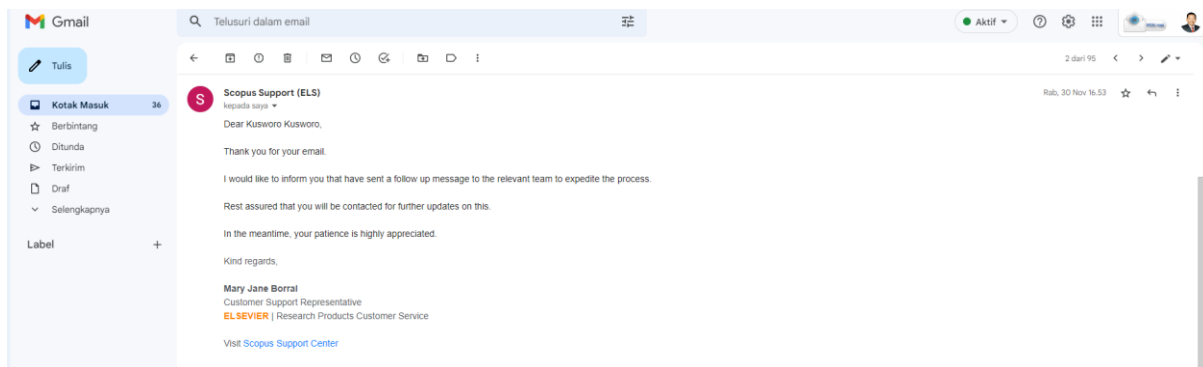 Gmail
Telusuri dalam email
Aktif
Tulis
2 dari 95
Kotak Masuk 36
Berbintang
Ditunda
Terkirim
Draf
Selengkapnya
Label +
S
Scopus Support (ELS)
Rab, 30 Nov 16.53
kepada saya
Dear Kusworo Kusworo,
Thank you for your email.
I would like to inform you that have sent a follow up message to the relevant team to expedite the process.
Rest assured that you will be contacted for further updates on this.
In the meantime, your patience is highly appreciated.
Kind regards,
Mary Jane Borral
Customer Support Representative
ELSEVIER | Research Products Customer Service
Visit Scopus Support Center